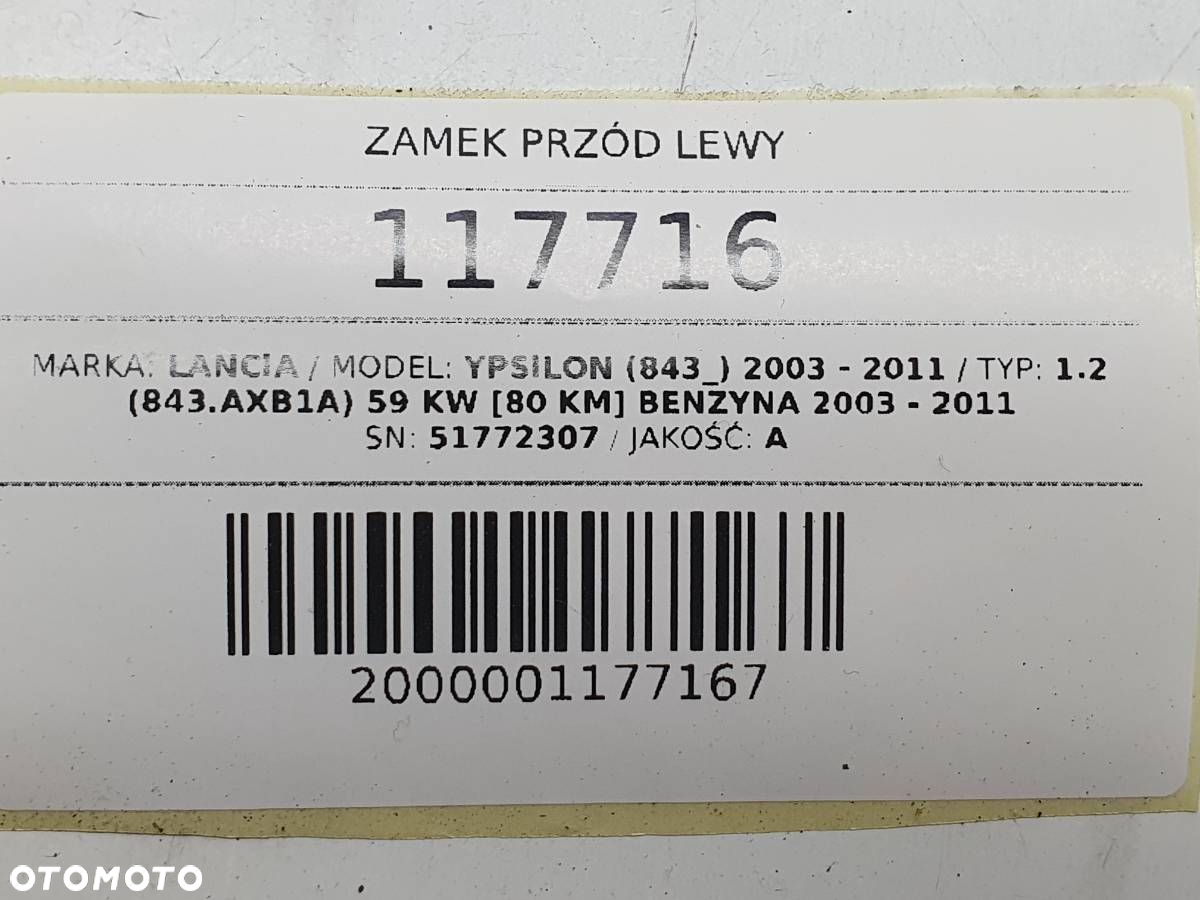 ZAMEK PRZÓD LEWY
117716
MARKA: LANCIA / MODEL: YPSILON (843_) 2003 - 2011 / TYP: 1.2
(843.AXB1A) 59 KW [80 KM] BENZYNA 2003 - 2011
SN: 51772307 / JAKOŚĆ: A
2000001177167
OTOMOTO